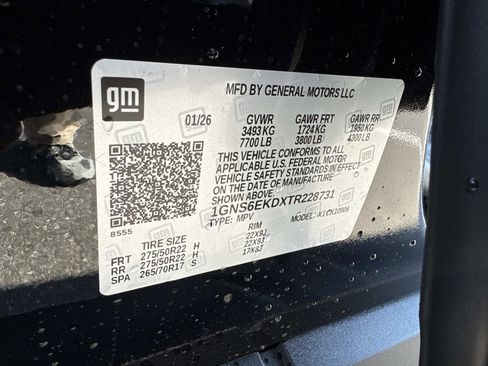 gm
MFD BY GENERAL MOTORS LLC
01/26 GVWR GAWR FRT GAWR RR
3493 KG 1724 KG 1950 KG
7700 LB 3800 LB 4300 LB
THIS VEHICLE CONFORMS TO ALL
APPLICABLE U.S. FEDERAL MOTOR
VEHICLE SAFETY STANDARDS IN
EFFECT ON THE DATE OF
MANUFACTURE SHOWN ABOVE.
1GNS6EKDXTR228731
8555 TYPE: MPV MODEL:
TIRE SIZE RIM
FRT 275/50R22 H 22X9J
RR 275/50R22 H 22X9J
SPA 265/70R17 S 17X8J